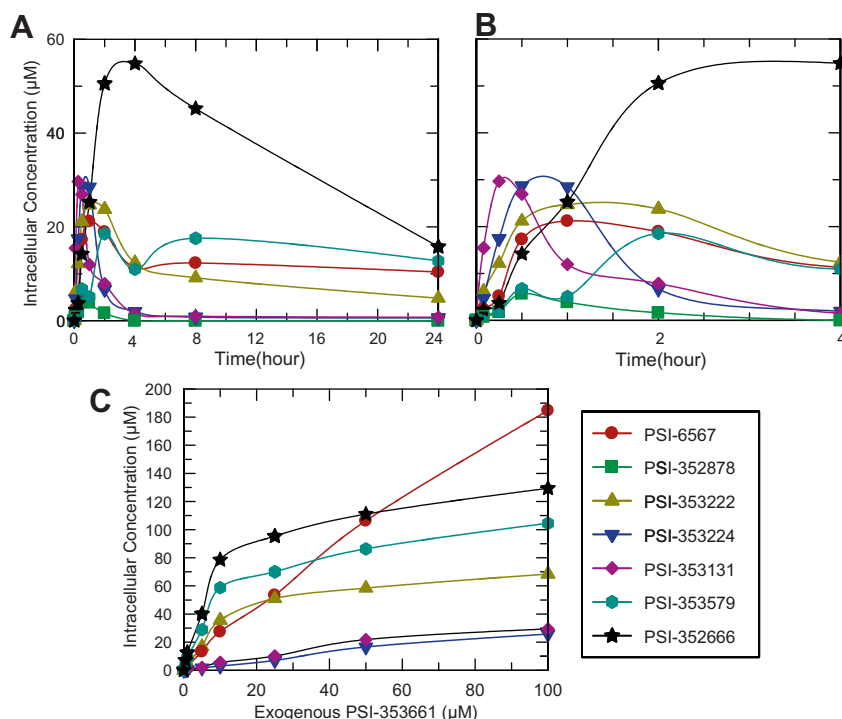 A
B
60
40
20
0
Intracellular Concentrattion (µM)
0
4
8
12
16
20
24
Time(hour)
0
2
4
Time(hour)
C
200
180
160
140
120
100
80
60
40
20
0
Intracellular Concentration (µM)
0
20
40
60
80
100
Exogenous PSI-353661 (µM)
PSI-6567
PSI-352878
PSI-353222
PSI-353224
PSI-353131
PSI-353579
PSI-352666